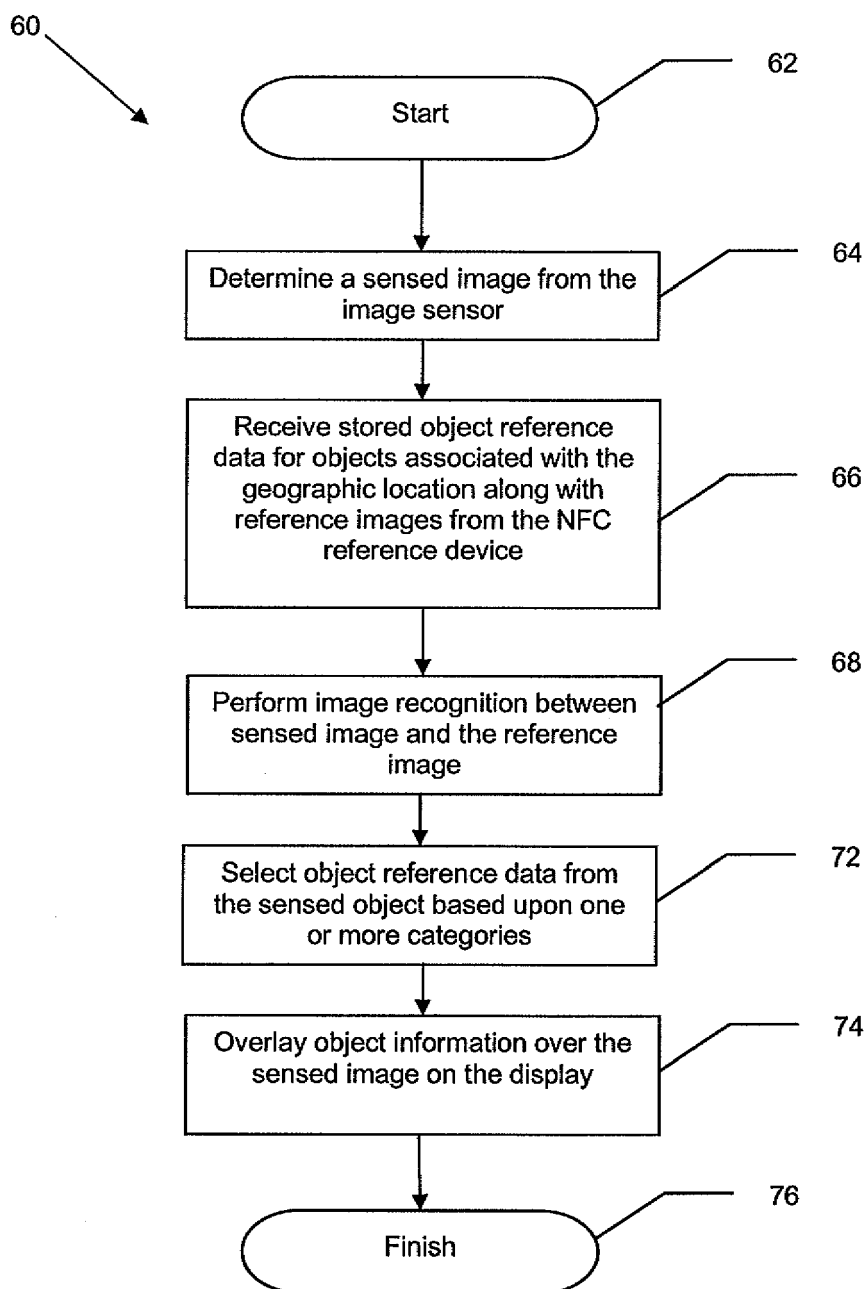 60
62
Start
64
Determine a sensed image from the
image sensor
Receive stored object reference
data for objects associated with the
geographic location along with
reference images from the NFC
reference device
66
68
Perform image recognition between
sensed image and the reference
image
72
Select object reference data from
the sensed object based upon one
or more categories
74
Overlay object information over the
sensed image on the display
76
Finish